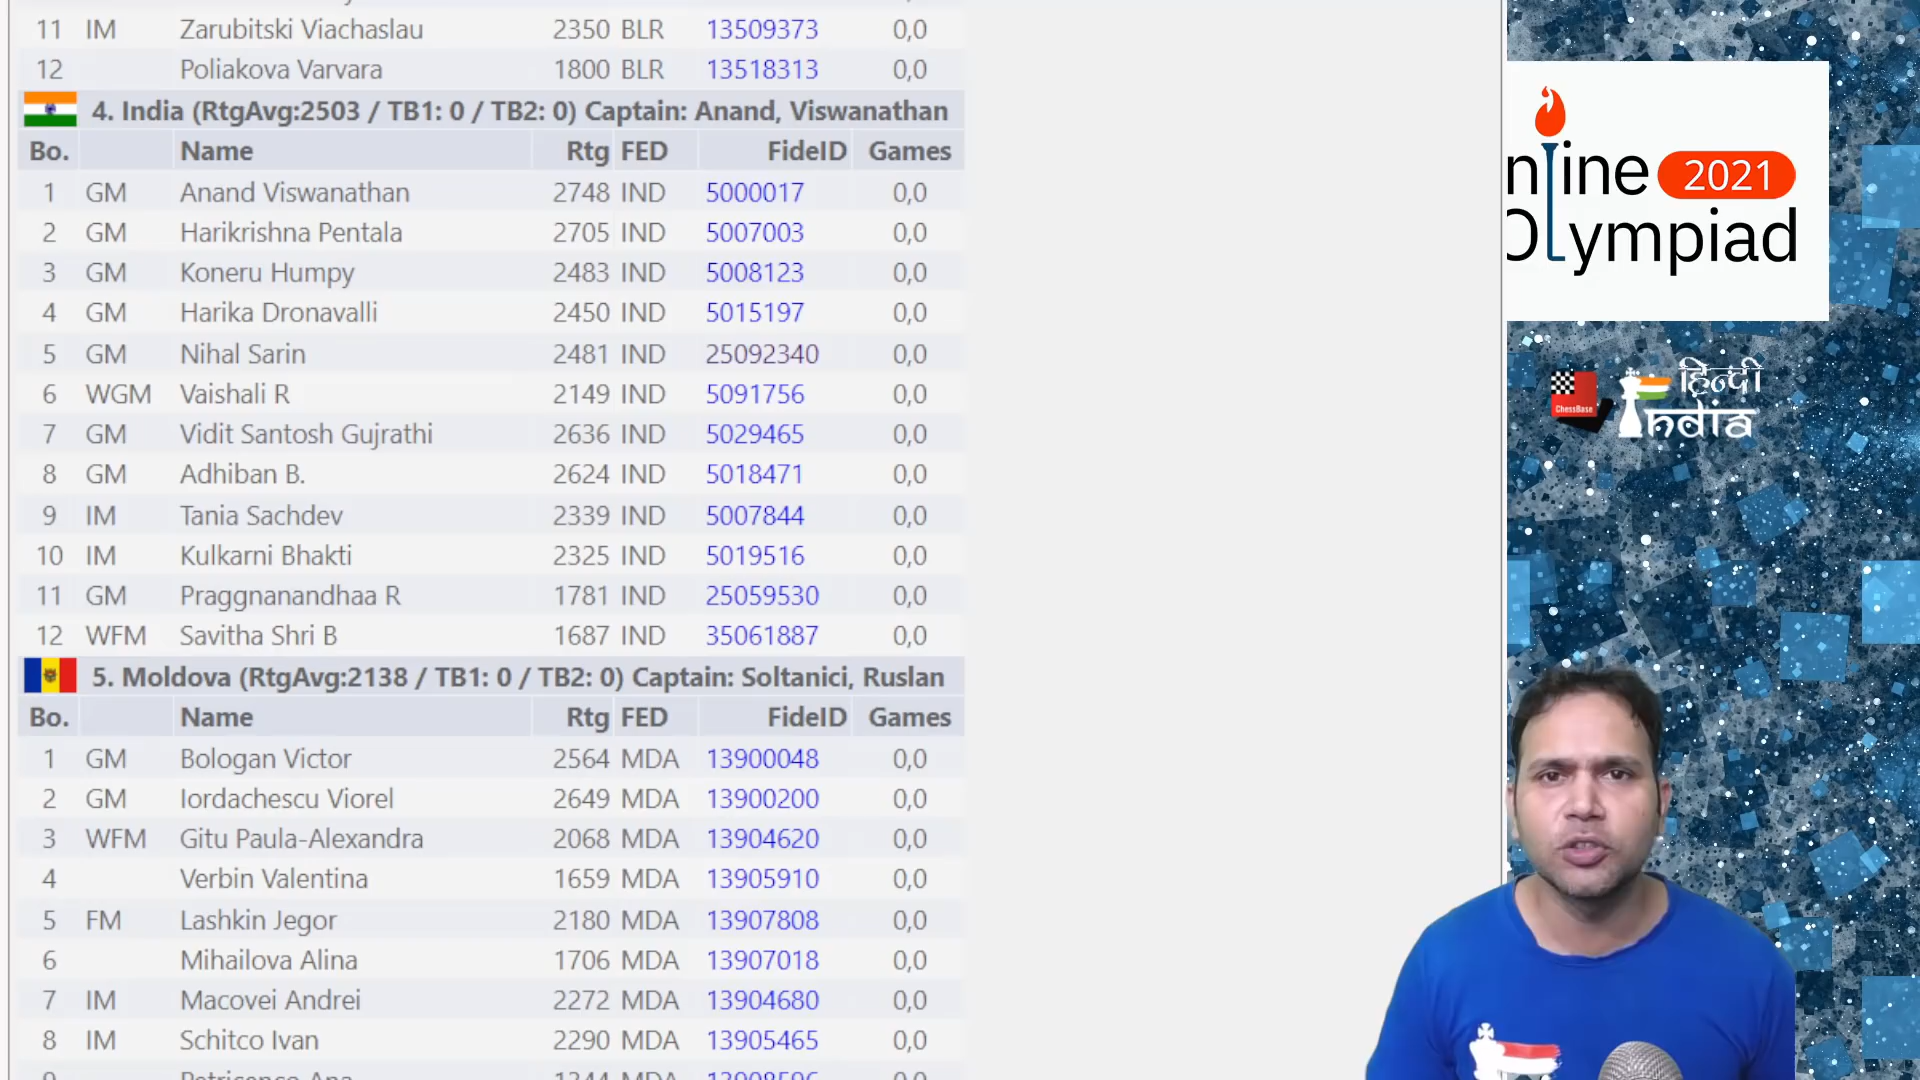 11 IM Zarubitski Viachaslau 2350 BLR 13509373 0,0
12 Poliakova Varvara 1800 BLR 13518313 0,0
4. India (RtgAvg:2503 / TB1: 0 / TB2: 0) Captain: Anand, Viswanathan
Bo. Name Rtg FED FideID Games
1 GM Anand Viswanathan 2748 IND 5000017 0,0
2 GM Harikrishna Pentala 2705 IND 5007003 0,0
3 GM Koneru Humpy 2483 IND 5008123 0,0
4 GM Harika Dronavalli 2450 IND 5015197 0,0
5 GM Nihal Sarin 2481 IND 25092340 0,0
6 WGM Vaishali R 2149 IND 5091756 0,0
7 GM Vidit Santosh Gujrathi 2636 IND 5029465 0,0
8 GM Adhiban B. 2624 IND 5018471 0,0
9 IM Tania Sachdev 2339 IND 5007844 0,0
10 IM Kulkarni Bhakti 2325 IND 5019516 0,0
11 GM Praggnanandhaa R 1781 IND 25059530 0,0
12 WFM Savitha Shri B 1687 IND 35061887 0,0
5. Moldova (RtgAvg:2138 / TB1: 0 / TB2: 0) Captain: Soltanici, Ruslan
Bo. Name Rtg FED FideID Games
1 GM Bologan Victor 2564 MDA 13900048 0,0
2 GM Iordachescu Viorel 2649 MDA 13900200 0,0
3 WFM Gitu Paula-Alexandra 2068 MDA 13904620 0,0
4 Verbin Valentina 1659 MDA 13905910 0,0
5 FM Lashkin Jegor 2180 MDA 13907808 0,0
6 Mihailova Alina 1706 MDA 13907018 0,0
7 IM Macovei Andrei 2272 MDA 13904680 0,0
8 IM Schitco Ivan 2290 MDA 13905465 0,0
nline 2021
Olympiad
ChessBase
हिन्दी
India